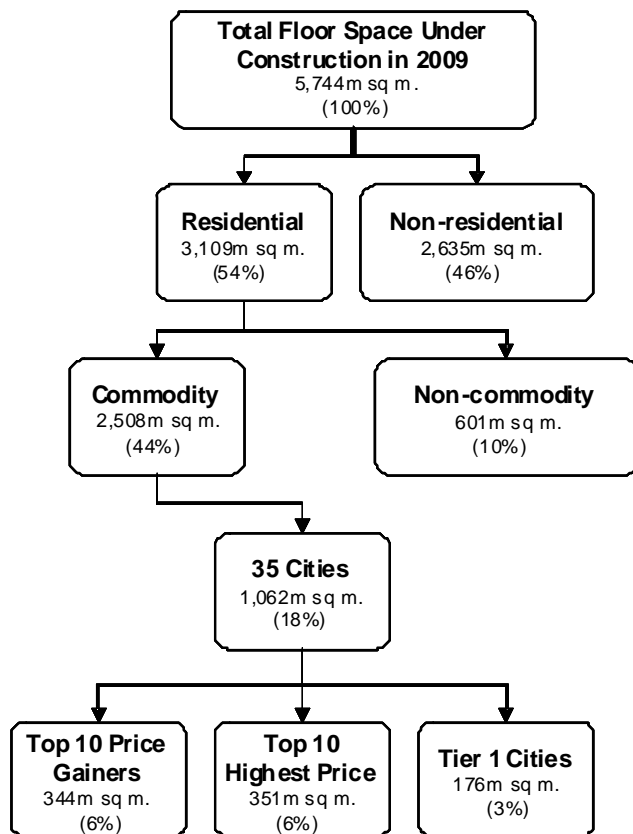 Total Floor Space Under
Construction in 2009
5,744m sq m.
(100%)
Residential
3,109m sq m.
(54%)
Non-residential
2,635m sq m.
(46%)
Commodity
2,508m sq m.
(44%)
Non-commodity
601m sq m.
(10%)
35 Cities
1,062m sq m.
(18%)
Top 10 Price
Gainers
344m sq m.
(6%)
Top 10
Highest Price
351m sq m.
(6%)
Tier 1 Cities
176m sq m.
(3%)